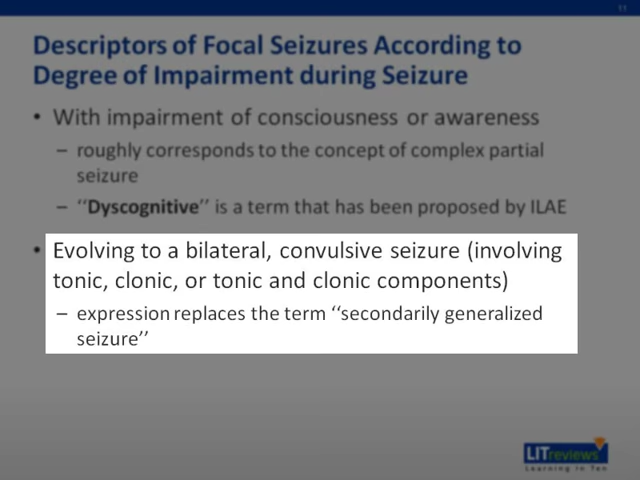 11
Descriptors of Focal Seizures According to
Degree of Impairment during Seizure
• With impairment of consciousness or awareness
– roughly corresponds to the concept of complex partial
seizure
– ‘‘Dyscognitive’’ is a term that has been proposed by ILAE
• Evolving to a bilateral, convulsive seizure (involving
tonic, clonic, or tonic and clonic components)
– expression replaces the term ‘‘secondarily generalized
seizure’’
LITreviews
Learning in Ten